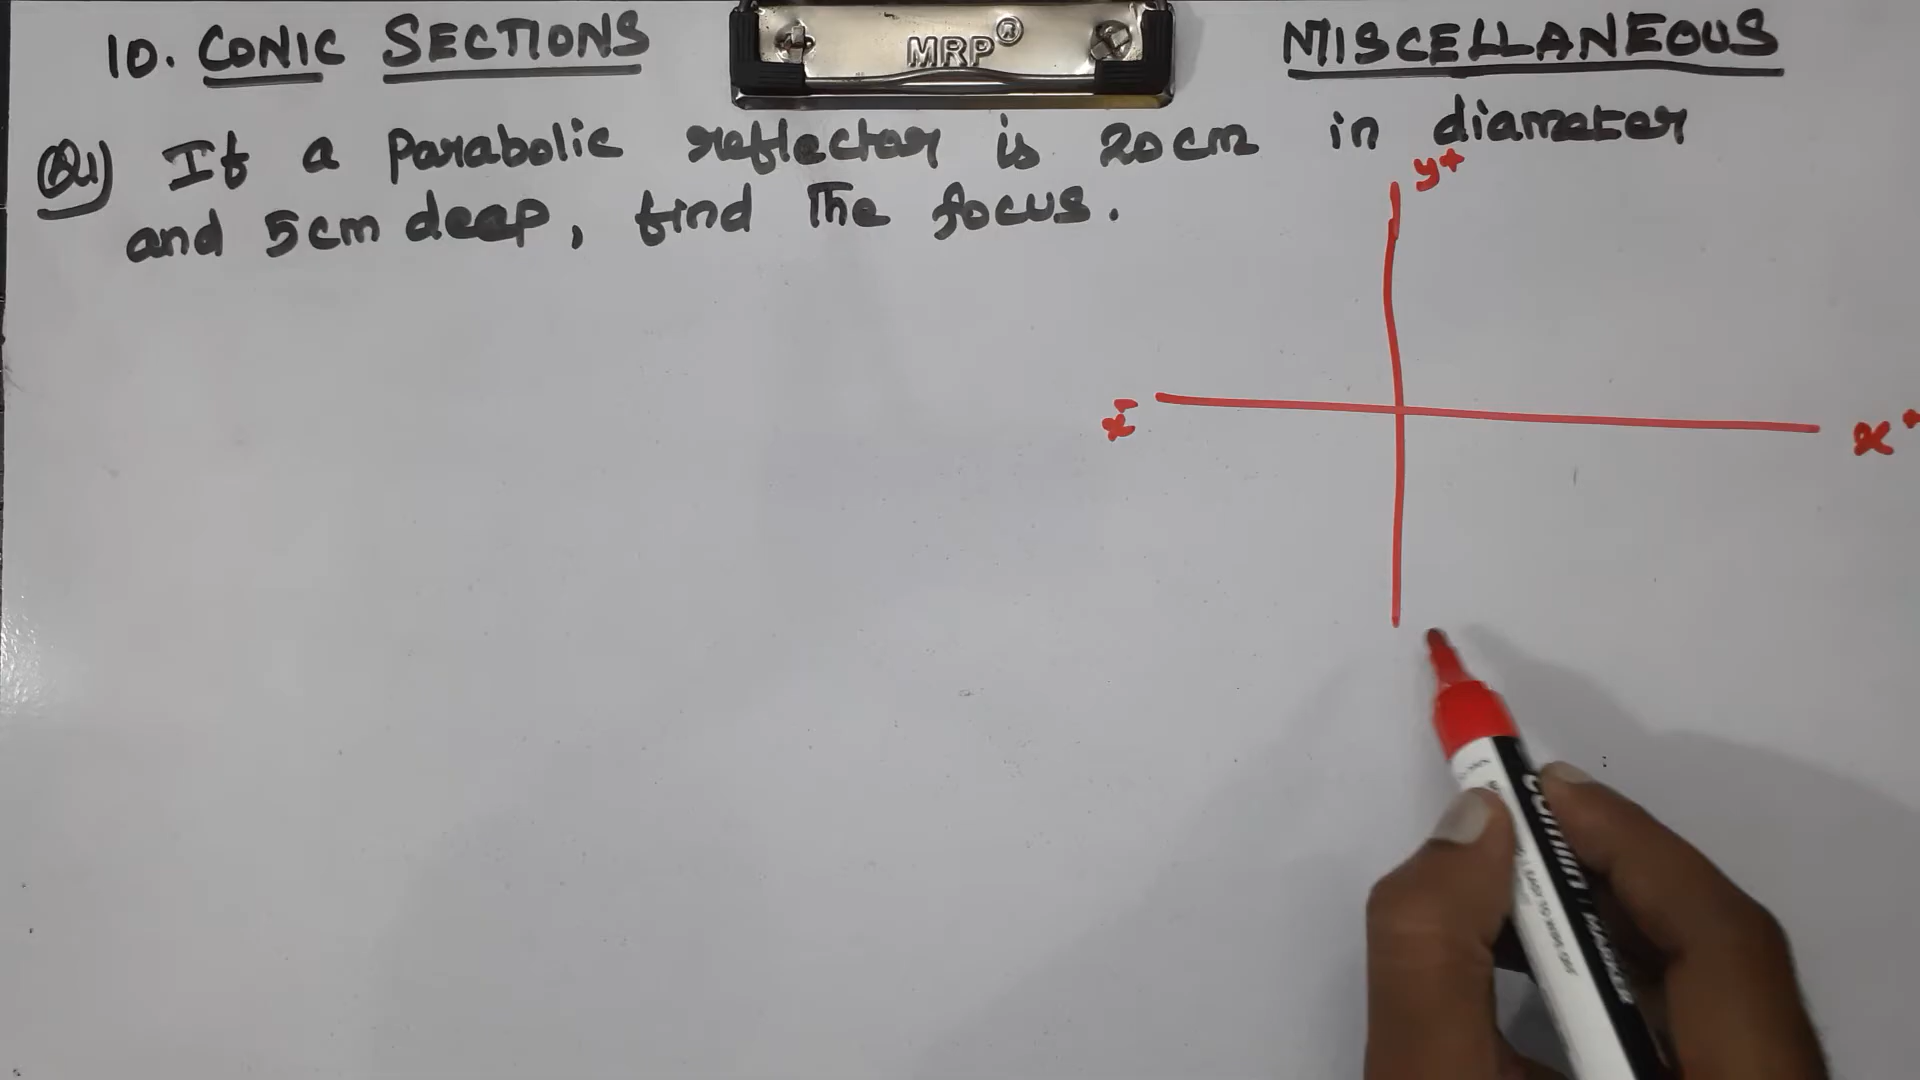 10. CONIC SECTIONS
MRP®
MISCELLANEOUS
Q1) If a parabolic reflector is 20cm in diameter
and 5cm deep, find The focus.
y+
x-
x+
MARKER